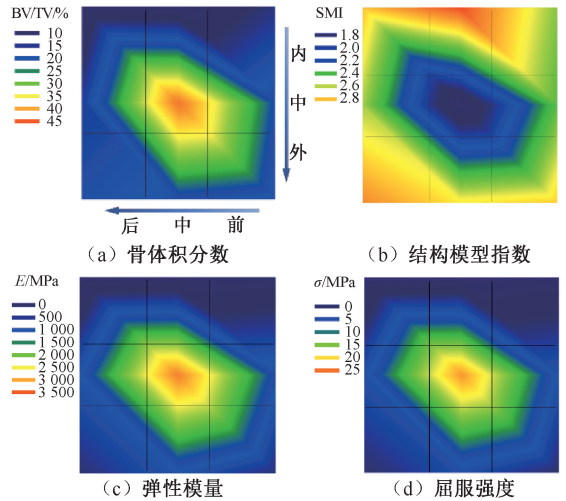 BV/TV/%
10
15
20
25
30
35
40
45
内
中
外
后 中 前
(a) 骨体积分数
SMI
1.8
2.0
2.2
2.4
2.6
2.8
(b) 结构模型指数
E/MPa
0
500
1 000
1 500
2 000
2 500
3 000
3 500
(c) 弹性模量
σ/MPa
0
5
10
15
20
25
(d) 屈服强度